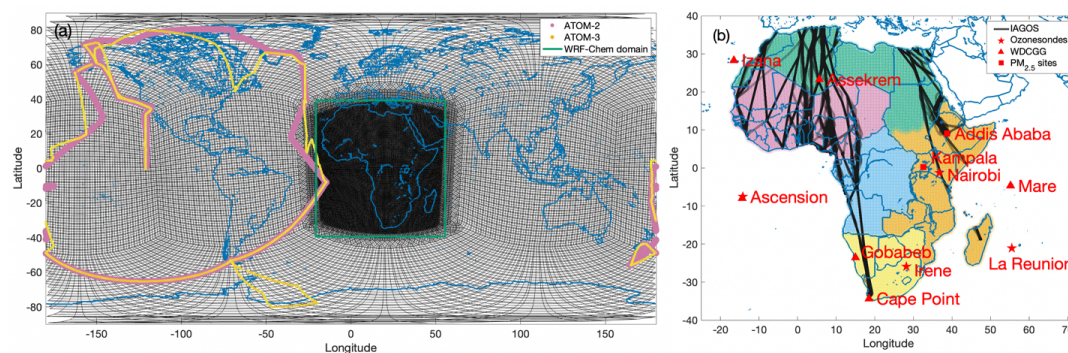 (a)
ATOM-2
ATOM-3
WRF-Chem domain
80
60
40
20
0
-20
-40
-60
-80
Latitude
-150
-100
-50
0
50
100
150
Longitude
(b)
IAGOS
Ozonesondes
WDCGG
PM2.5 sites
40
30
20
10
0
-10
-20
-30
-40
Latitude
Izana
Assekrem
Addis Ababa
Kampala
Nairobi
Mare
Ascension
Gobabeb
Irene
La Reunion
Cape Point
-20
-10
0
10
20
30
40
50
60
70
Longitude